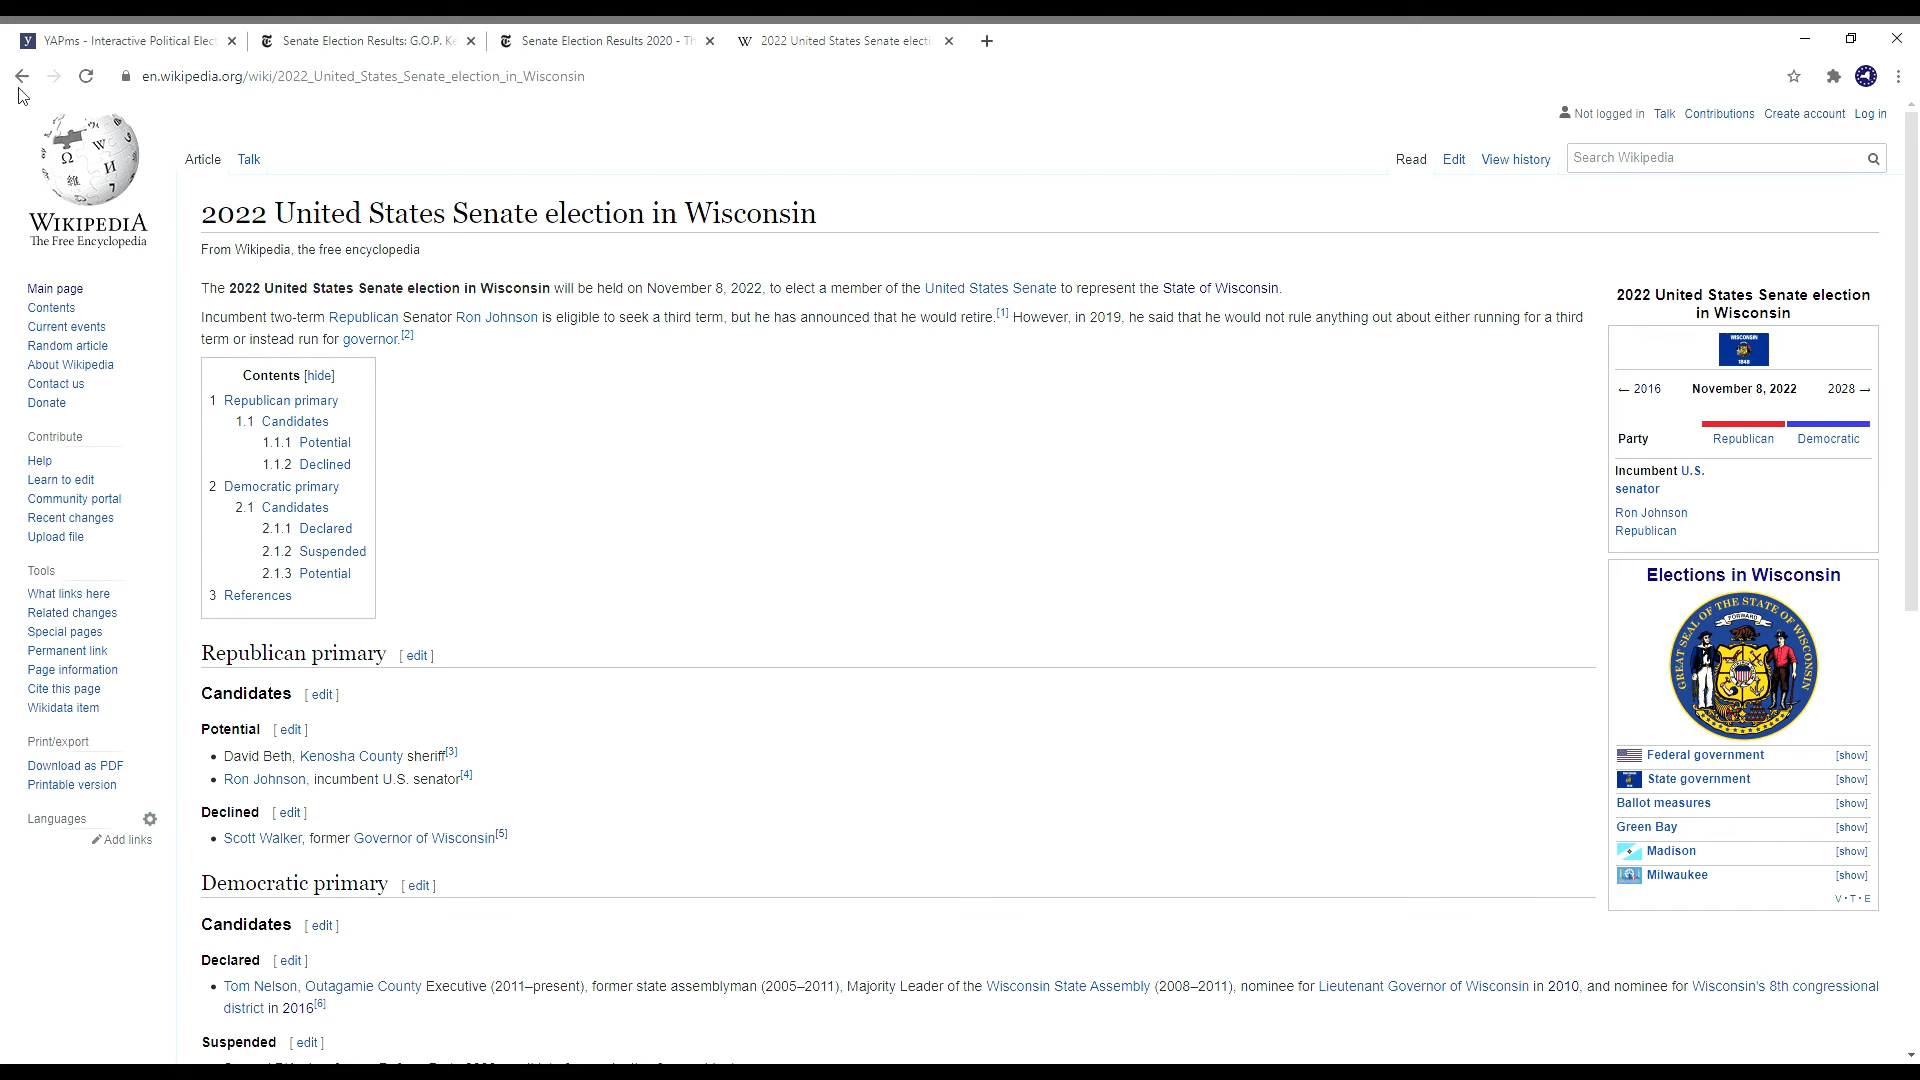 YAPms - Interactive Political Elect
Senate Election Results: G.O.P. Ke
Senate Election Results 2020 - Th
2022 United States Senate electi
en.wikipedia.org/wiki/2022_United_States_Senate_election_in_Wisconsin
Not logged in Talk Contributions Create account Log in
Article Talk
Read Edit View history Search Wikipedia
WIKIPEDIA
The Free Encyclopedia
Main page
Contents
Current events
Random article
About Wikipedia
Contact us
Donate
Contribute
Help
Learn to edit
Community portal
Recent changes
Upload file
Tools
What links here
Related changes
Special pages
Permanent link
Page information
Cite this page
Wikidata item
Print/export
Download as PDF
Printable version
Languages
Add links
2022 United States Senate election in Wisconsin
From Wikipedia, the free encyclopedia
The 2022 United States Senate election in Wisconsin will be held on November 8, 2022, to elect a member of the United States Senate to represent the State of Wisconsin.
Incumbent two-term Republican Senator Ron Johnson is eligible to seek a third term, but he has announced that he would retire.[1] However, in 2019, he said that he would not rule anything out about either running for a third
term or instead run for governor.[2]
Contents [hide]
1 Republican primary
1.1 Candidates
1.1.1 Potential
1.1.2 Declined
2 Democratic primary
2.1 Candidates
2.1.1 Declared
2.1.2 Suspended
2.1.3 Potential
3 References
Republican primary [ edit ]
Candidates [ edit ]
Potential [ edit ]
• David Beth, Kenosha County sheriff[3]
• Ron Johnson, incumbent U.S. senator[4]
Declined [ edit ]
• Scott Walker, former Governor of Wisconsin[5]
Democratic primary [ edit ]
Candidates [ edit ]
Declared [ edit ]
• Tom Nelson, Outagamie County Executive (2011–present), former state assemblyman (2005–2011), Majority Leader of the Wisconsin State Assembly (2008–2011), nominee for Lieutenant Governor of Wisconsin in 2010, and nominee for Wisconsin's 8th congressional
district in 2016[6]
Suspended [ edit ]
2022 United States Senate election
in Wisconsin
WISCONSIN
1848
← 2016 November 8, 2022 2028 →
Party Republican Democratic
Incumbent U.S.
senator
Ron Johnson
Republican
Elections in Wisconsin
GREAT SEAL OF THE STATE OF WISCONSIN
FORWARD
Federal government [show]
State government [show]
Ballot measures [show]
Green Bay [show]
Madison [show]
Milwaukee [show]
V • T • E